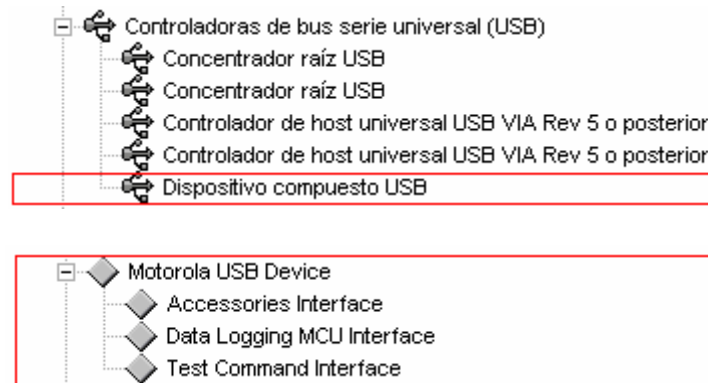 Controladoras de bus serie universal (USB)
Concentrador raíz USB
Concentrador raíz USB
Controlador de host universal USB VIA Rev 5 o posterior
Controlador de host universal USB VIA Rev 5 o posterior
Dispositivo compuesto USB
Motorola USB Device
Accessories Interface
Data Logging MCU Interface
Test Command Interface